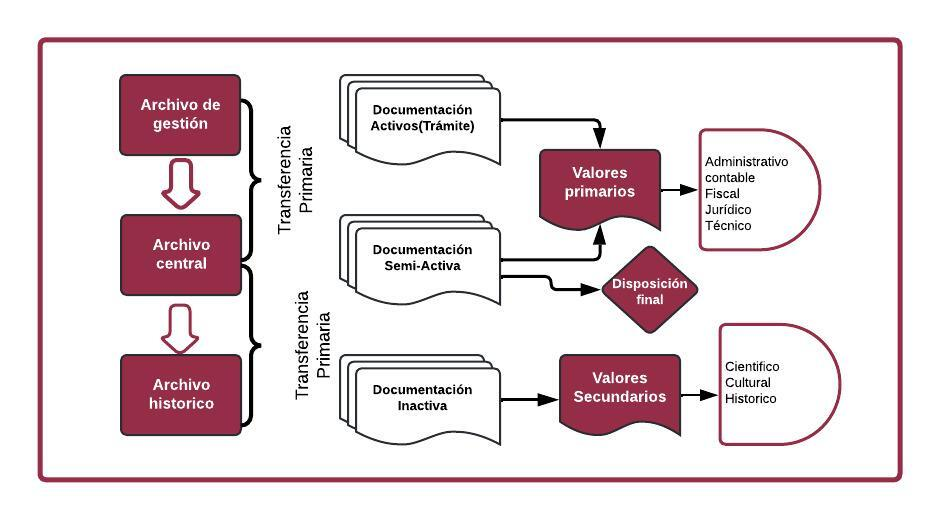 Archivo de
gestión
Archivo
central
Archivo
historico
Transferencia
Primaria
Transferencia
Primaria
Documentación
Activos(Trámite)
Documentación
Semi-Activa
Documentación
Inactiva
Valores
primarios
Disposición
final
Valores
Secundarios
Administrativo
contable
Fiscal
Jurídico
Técnico
Cientifico
Cultural
Historico